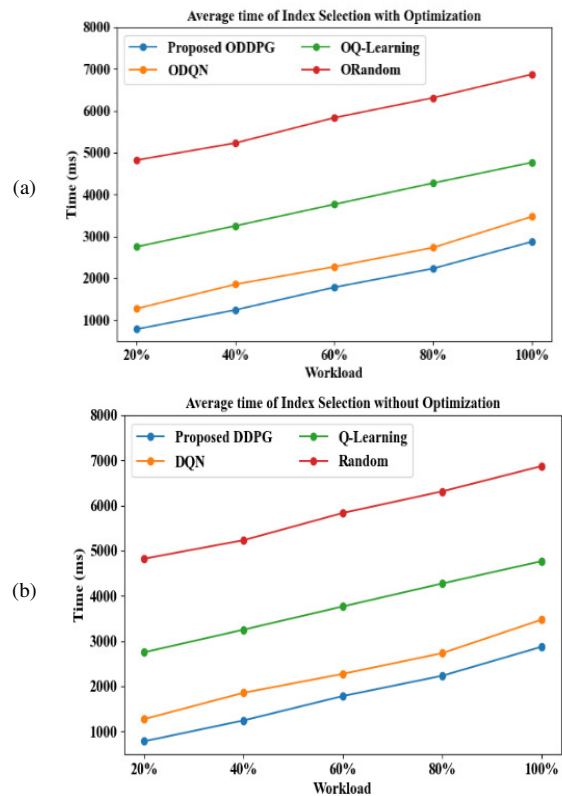 Average time of Index Selection with Optimization
8000
7000
6000
5000
4000
3000
2000
1000
Time (ms)
Proposed ODDPG
ODQN
OQ-Learning
ORandom
20% 40% 60% 80% 100%
Workload
(a)
Average time of Index Selection without Optimization
8000
7000
6000
5000
4000
3000
2000
1000
Time (ms)
Proposed DDPG
DQN
Q-Learning
Random
20% 40% 60% 80% 100%
Workload
(b)